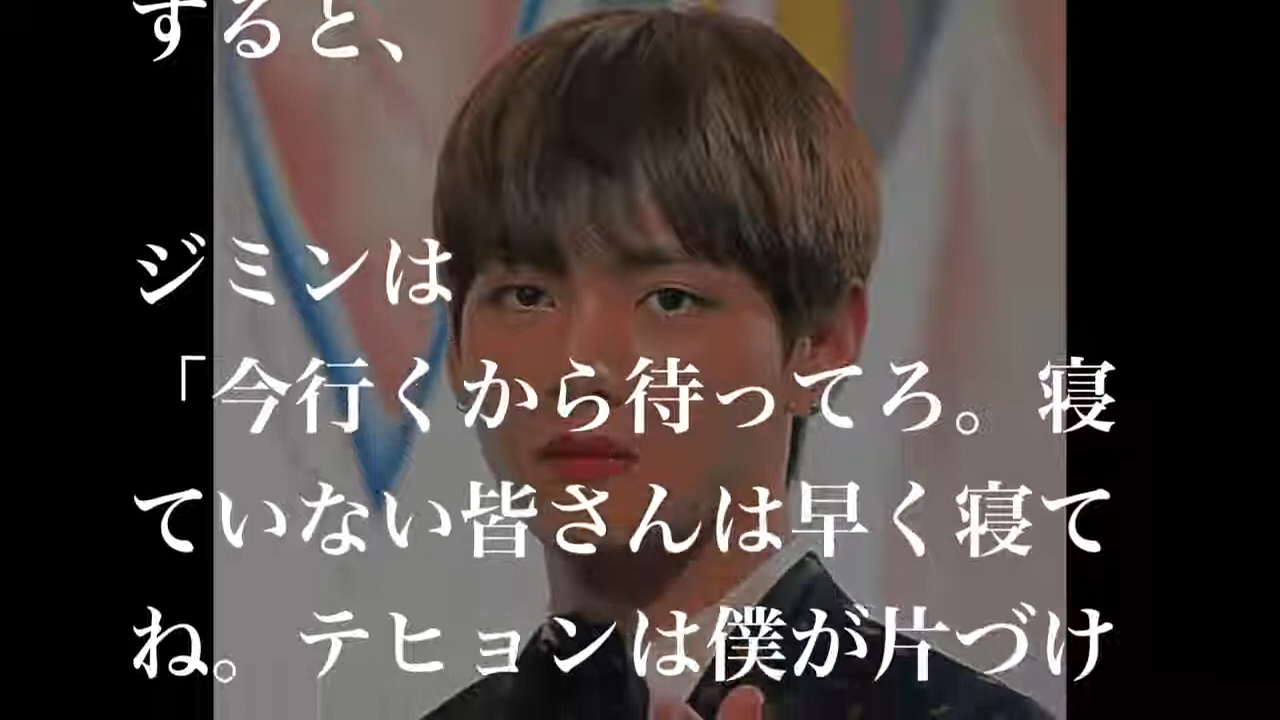 すると、
ジミンは
「今行くから待ってろ。寝
ていない皆さんは早く寝て
ね。テヒョンは僕が片づけ